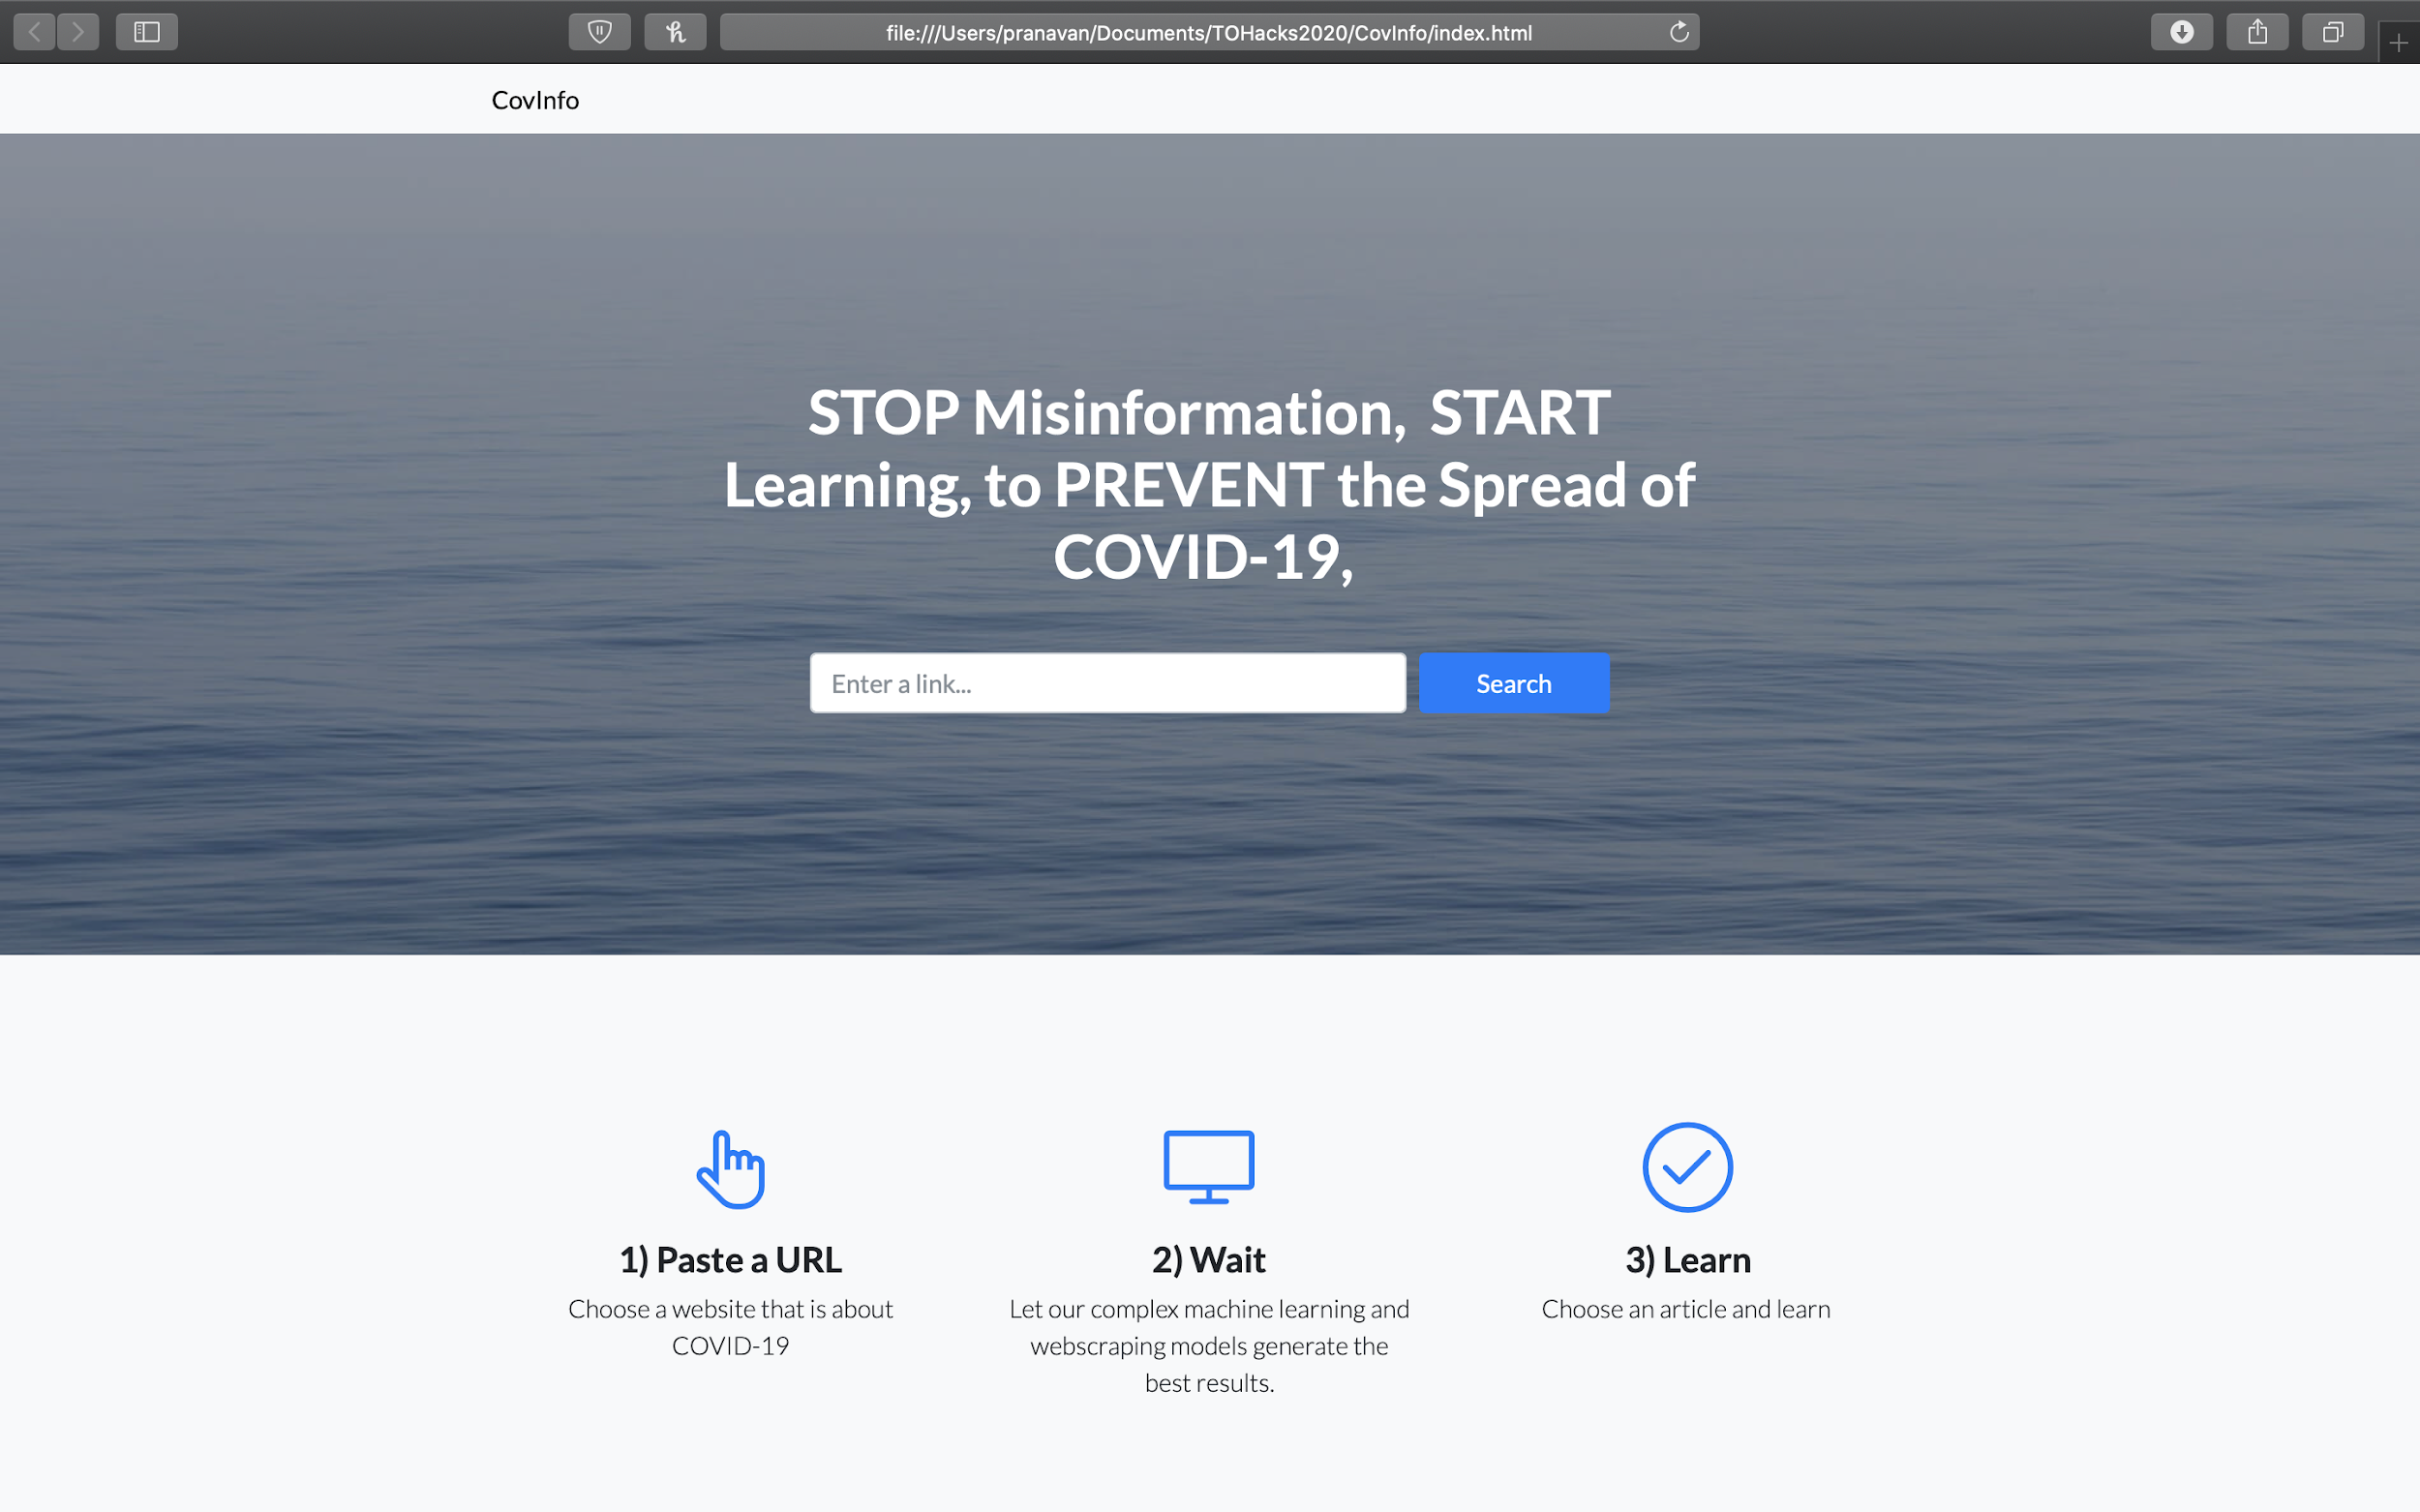 file:///Users/pranavan/Documents/TOHacks2020/CovInfo/index.html
CovInfo
STOP Misinformation, START
Learning, to PREVENT the Spread of
COVID-19,
Enter a link...
Search
1) Paste a URL
Choose a website that is about
COVID-19
2) Wait
Let our complex machine learning and
webscraping models generate the
best results.
3) Learn
Choose an article and learn